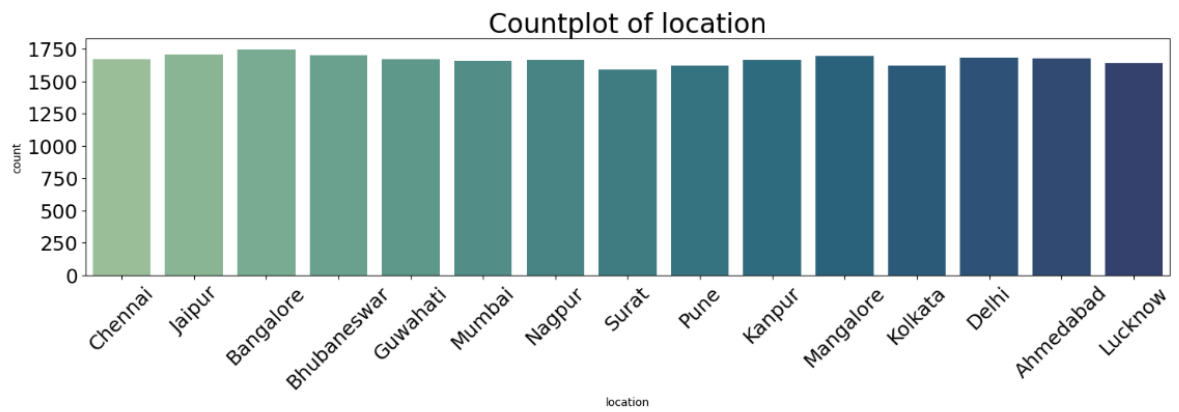 Countplot of location
1750
1500
1250
1000
750
500
250
0
count
Chennai
Jaipur
Bangalore
Bhubaneswar
Guwahati
Mumbai
Nagpur
Surat
Pune
Kanpur
Mangalore
Kolkata
Delhi
Ahmedabad
Lucknow
location